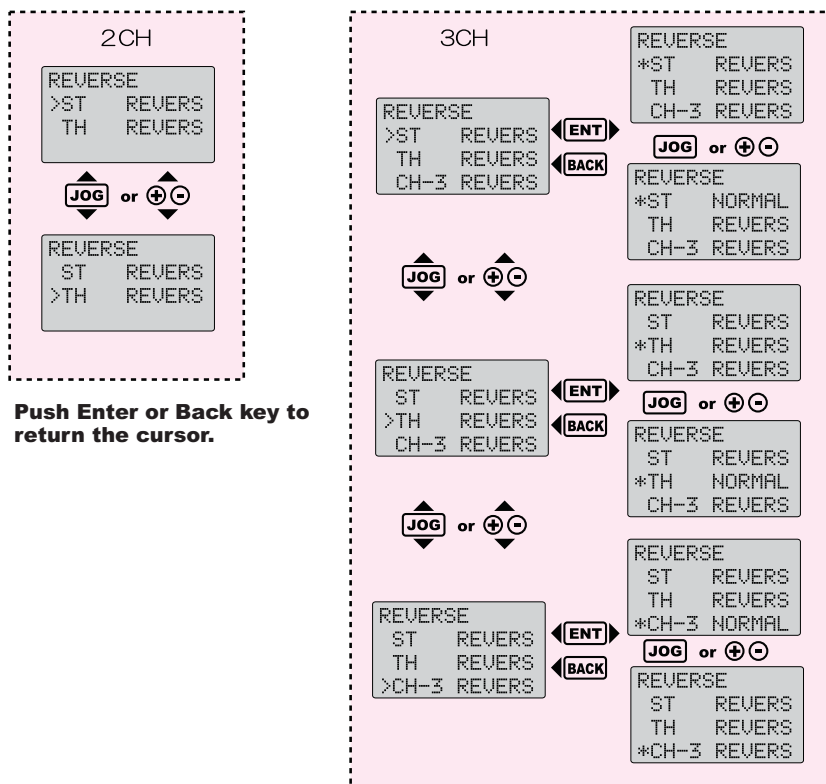 2CH
REVERSE
>ST REVERS
TH REVERS
JOG or ⊕⊖
REVERSE
ST REVERS
>TH REVERS
Push Enter or Back key to
return the cursor.
3CH
REVERSE
>ST REVERS
TH REVERS
CH-3 REVERS
ENT
BACK
REVERSE
*ST REVERS
TH REVERS
CH-3 REVERS
JOG or ⊕⊖
REVERSE
*ST NORMAL
TH REVERS
CH-3 REVERS
JOG or ⊕⊖
REVERSE
ST REVERS
>TH REVERS
CH-3 REVERS
ENT
BACK
REVERSE
ST REVERS
*TH REVERS
CH-3 REVERS
JOG or ⊕⊖
REVERSE
ST REVERS
*TH NORMAL
CH-3 REVERS
JOG or ⊕⊖
REVERSE
ST REVERS
TH REVERS
>CH-3 REVERS
ENT
BACK
REVERSE
ST REVERS
TH REVERS
*CH-3 NORMAL
JOG or ⊕⊖
REVERSE
ST REVERS
TH REVERS
*CH-3 REVERS